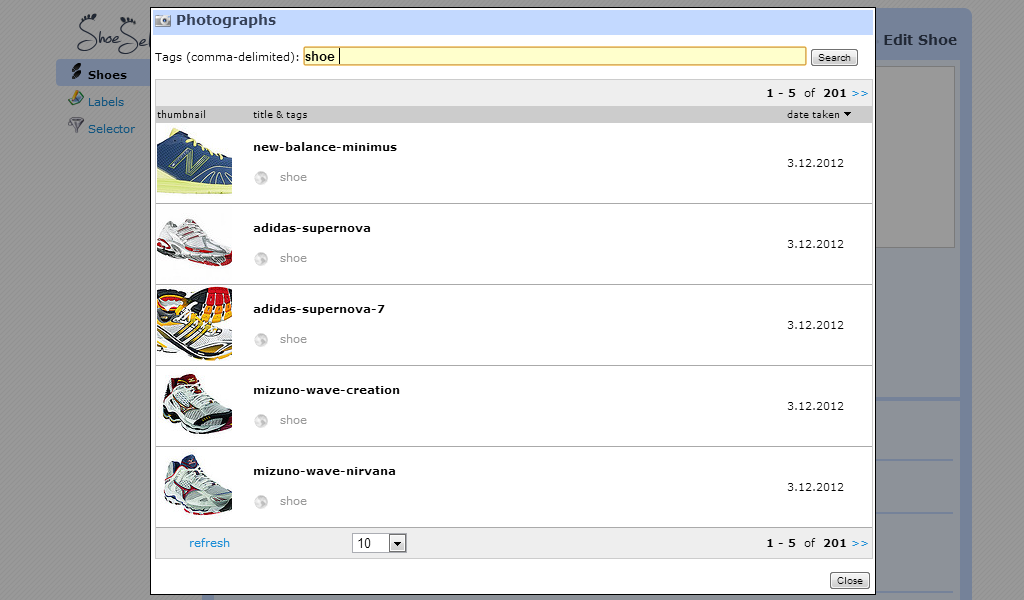 Photographs
Edit Shoe
Tags (comma-delimited): shoe Search
Shoes
Labels
Selector
1 - 5 of 201 >>
thumbnail title & tags date taken
new-balance-minimus
shoe
3.12.2012
adidas-supernova
shoe
3.12.2012
adidas-supernova-7
shoe
3.12.2012
mizuno-wave-creation
shoe
3.12.2012
mizuno-wave-nirvana
shoe
3.12.2012
refresh 10 1 - 5 of 201 >>
Close